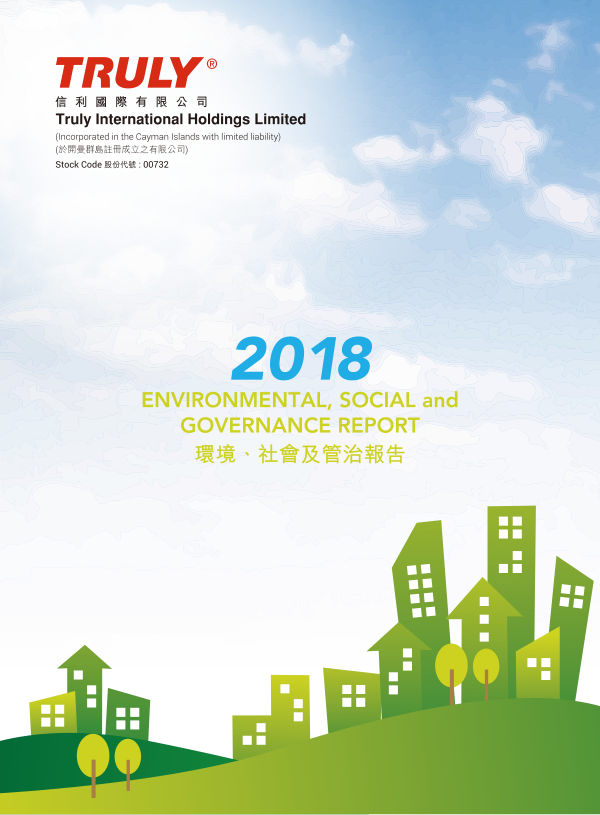 TRULY®
信利國際有限公司
Truly International Holdings Limited
(Incorporated in the Cayman Islands with limited liability)
(於開曼群島註冊成立之有限公司)
Stock Code 股份代號 : 00732
2018
ENVIRONMENTAL, SOCIAL and
GOVERNANCE REPORT
環境、社會及管治報告